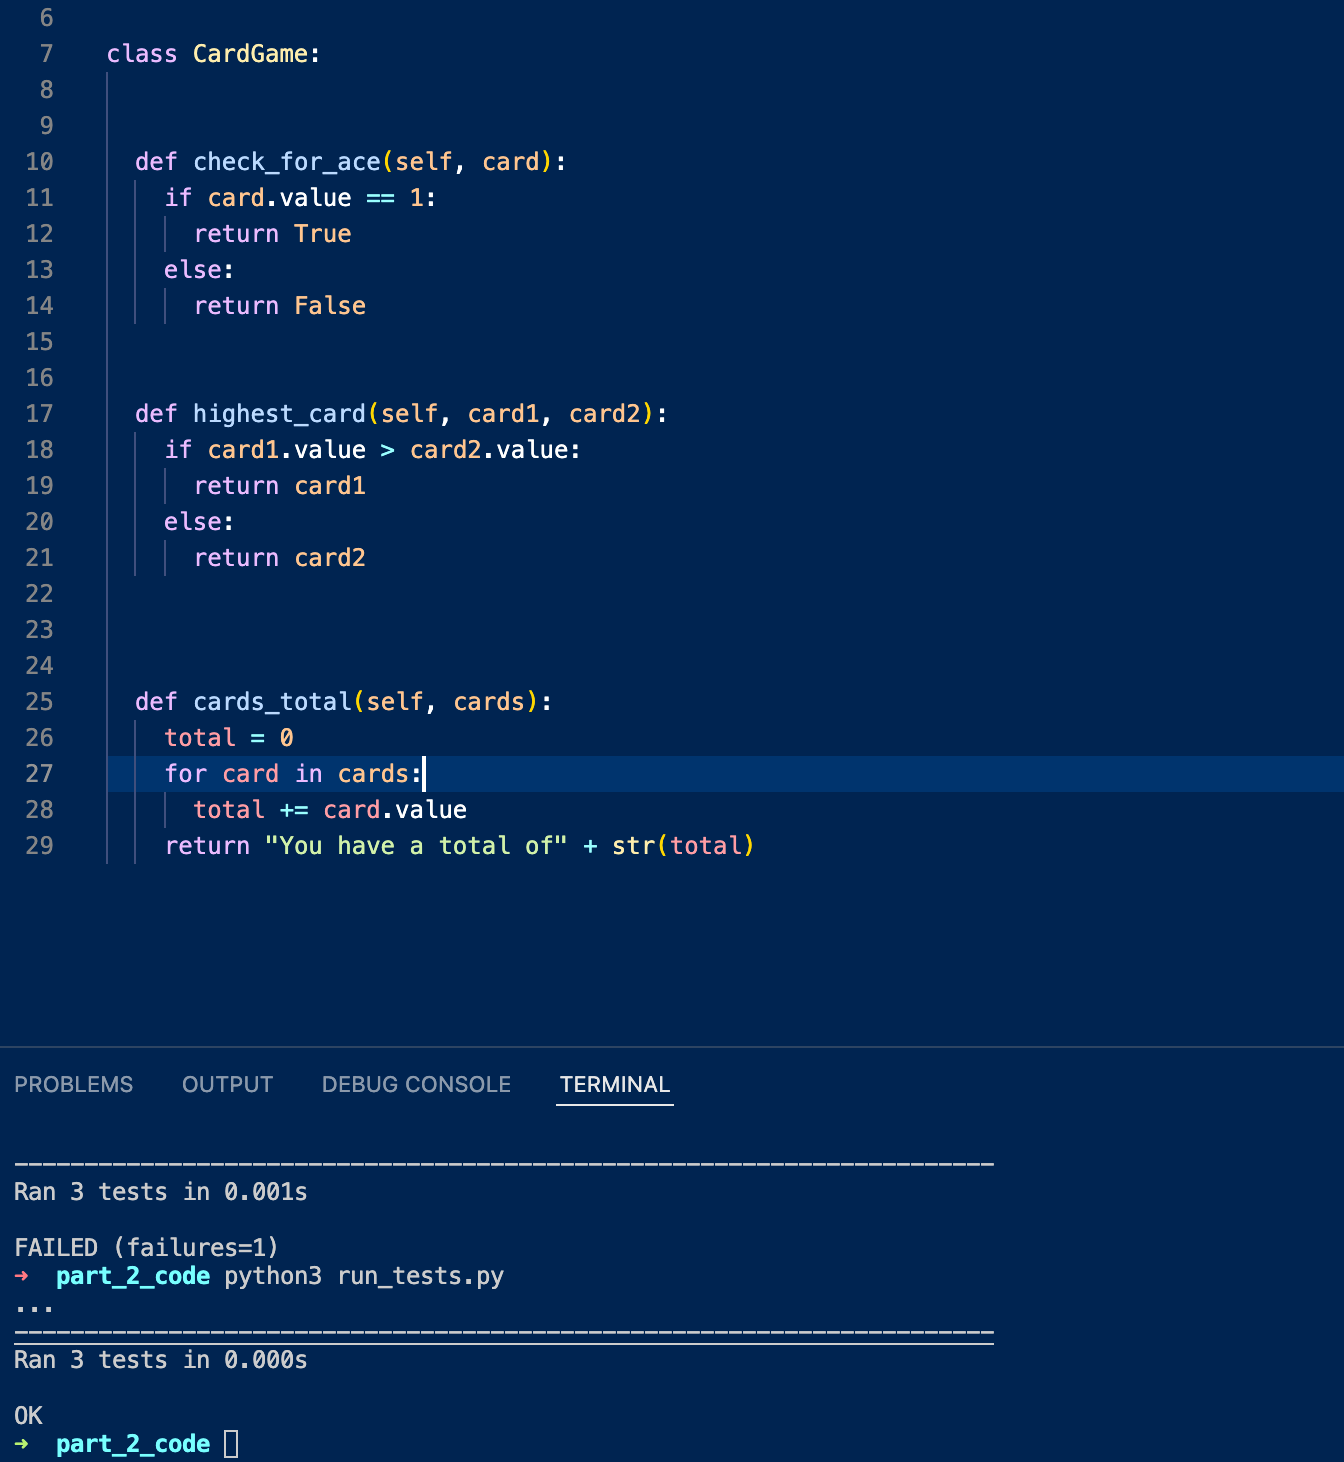 6
7 class CardGame:
8
9
10 def check_for_ace(self, card):
11 if card.value == 1:
12 return True
13 else:
14 return False
15
16
17 def highest_card(self, card1, card2):
18 if card1.value > card2.value:
19 return card1
20 else:
21 return card2
22
23
24
25 def cards_total(self, cards):
26 total = 0
27 for card in cards:
28 total += card.value
29 return "You have a total of" + str(total)
PROBLEMS OUTPUT DEBUG CONSOLE TERMINAL
----------------------------------------------------------------------
Ran 3 tests in 0.001s
FAILED (failures=1)
➜ part_2_code python3 run_tests.py
...
----------------------------------------------------------------------
Ran 3 tests in 0.000s
OK
➜ part_2_code